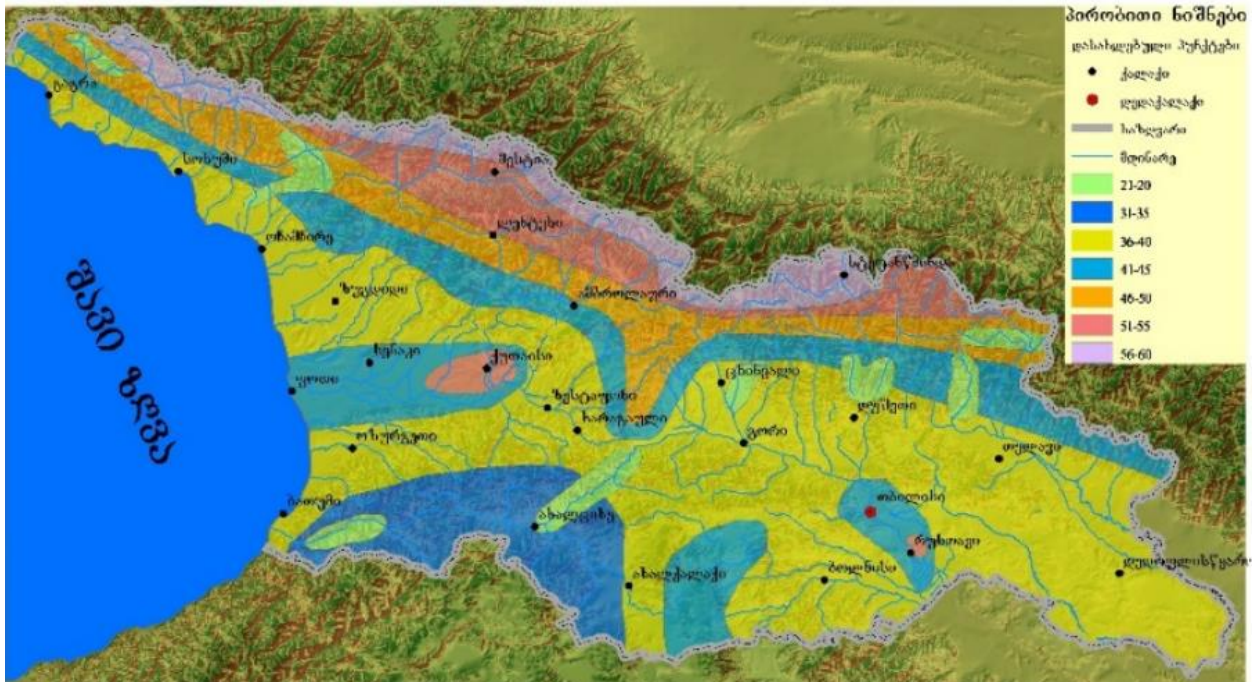 პირობითი ნიშნები
დასახლებული პუნქტები
ქალაქი
დედაქალაქი
საზღვარი
მდინარე
21-20
31-35
36-40
41-45
46-50
51-55
56-60
გაგრა
სოხუმი
ოჩამჩირე
ზუგდიდი
მესტია
ლენტეხი
ამბროლაური
სტეფანწმინდა
სენაკი
ქუთაისი
ფოთი
ზესტაფონი
ხარაგაული
ოზურგეთი
ბათუმი
ცხინვალი
გორი
დუშეთი
თელავი
თბილისი
რუსთავი
ახალციხე
ახალქალაქი
ბოლნისი
დედოფლისწყარო
შავი ზღვა